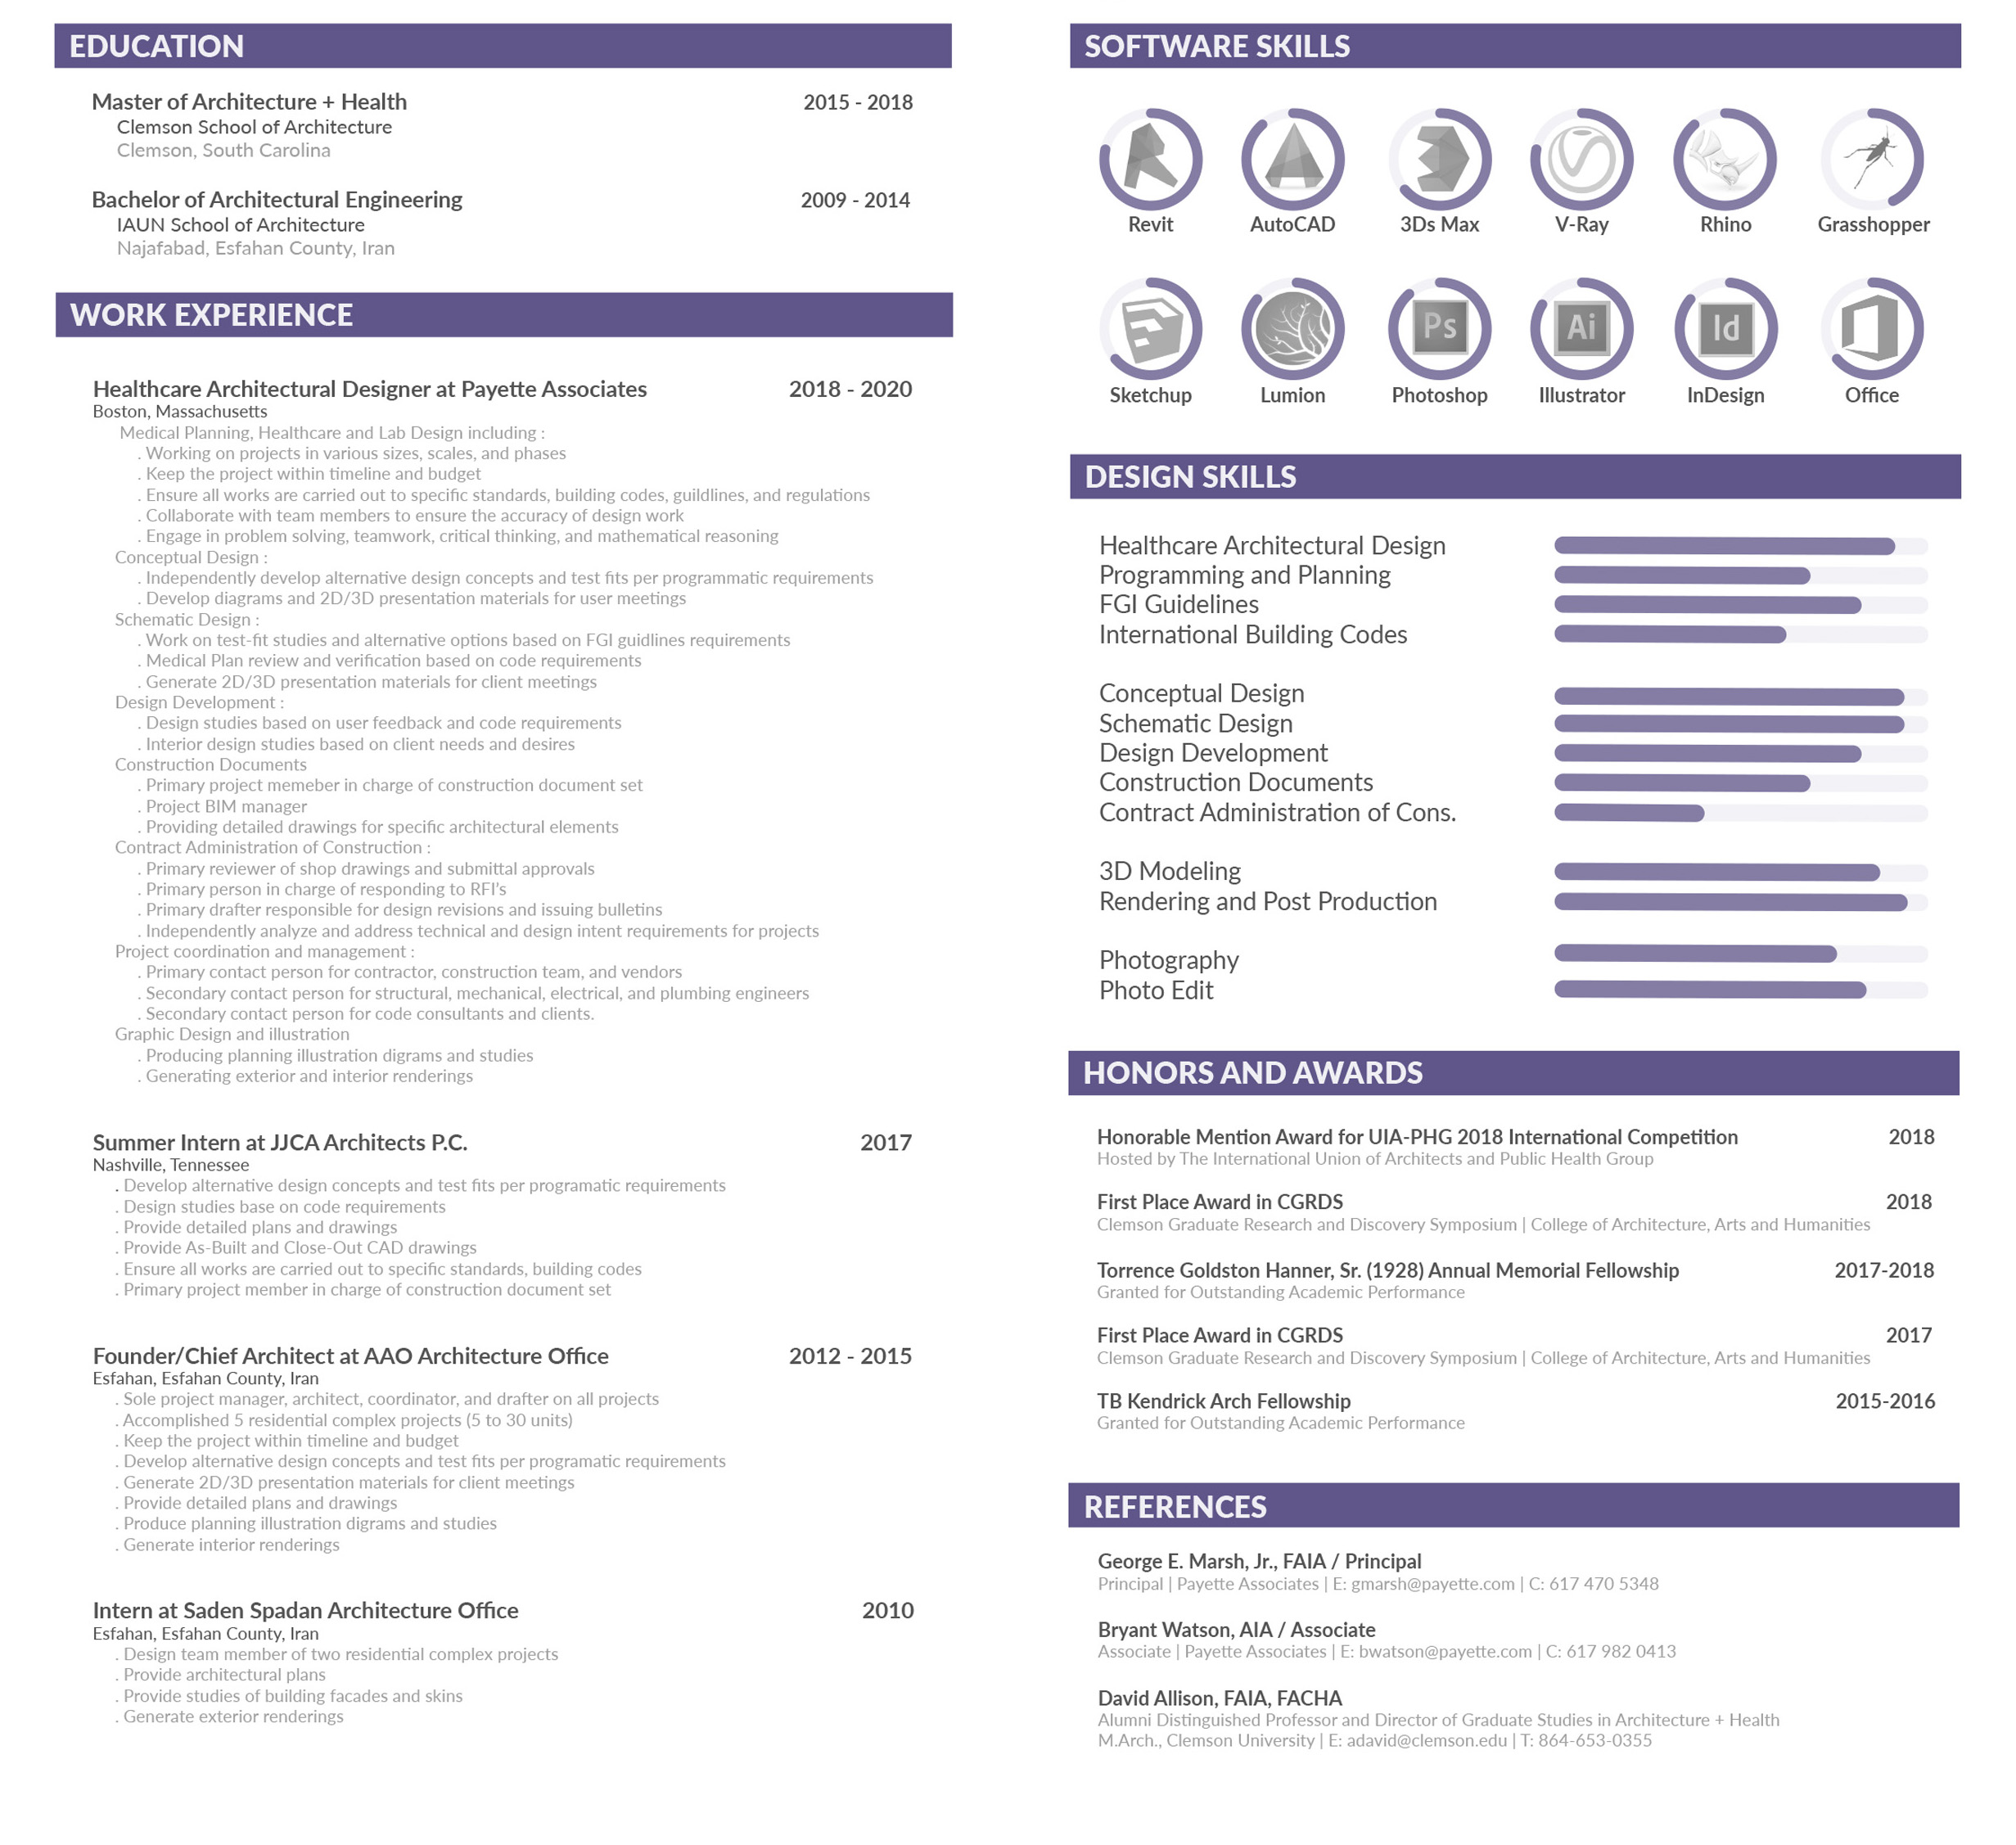 EDUCATION
Master of Architecture + Health 2015 - 2018
Clemson School of Architecture
Clemson, South Carolina
Bachelor of Architectural Engineering 2009 - 2014
IAUN School of Architecture
Najafabad, Esfahan County, Iran
WORK EXPERIENCE
Healthcare Architectural Designer at Payette Associates 2018 - 2020
Boston, Massachusetts
Medical Planning, Healthcare and Lab Design including :
. Working on projects in various sizes, scales, and phases
. Keep the project within timeline and budget
. Ensure all works are carried out to specific standards, building codes, guildlines, and regulations
. Collaborate with team members to ensure the accuracy of design work
. Engage in problem solving, teamwork, critical thinking, and mathematical reasoning
Conceptual Design :
. Independently develop alternative design concepts and test fits per programmatic requirements
. Develop diagrams and 2D/3D presentation materials for user meetings
Schematic Design :
. Work on test-fit studies and alternative options based on FGI guidlines requirements
. Medical Plan review and verification based on code requirements
. Generate 2D/3D presentation materials for client meetings
Design Development :
. Design studies based on user feedback and code requirements
. Interior design studies based on client needs and desires
Construction Documents
. Primary project memeber in charge of construction document set
. Project BIM manager
. Providing detailed drawings for specific architectural elements
Contract Administration of Construction :
. Primary reviewer of shop drawings and submittal approvals
. Primary person in charge of responding to RFI's
. Primary drafter responsible for design revisions and issuing bulletins
. Independently analyze and address technical and design intent requirements for projects
Project coordination and management :
. Primary contact person for contractor, construction team, and vendors
. Secondary contact person for structural, mechanical, electrical, and plumbing engineers
. Secondary contact person for code consultants and clients.
Graphic Design and illustration
. Producing planning illustration digrams and studies
. Generating exterior and interior renderings
Summer Intern at JJCA Architects P.C. 2017
Nashville, Tennessee
. Develop alternative design concepts and test fits per programatic requirements
. Design studies base on code requirements
. Provide detailed plans and drawings
. Provide As-Built and Close-Out CAD drawings
. Ensure all works are carried out to specific standards, building codes
. Primary project member in charge of construction document set
Founder/Chief Architect at AAO Architecture Office 2012 - 2015
Esfahan, Esfahan County, Iran
. Sole project manager, architect, coordinator, and drafter on all projects
. Accomplished 5 residential complex projects (5 to 30 units)
. Keep the project within timeline and budget
. Develop alternative design concepts and test fits per programatic requirements
. Generate 2D/3D presentation materials for client meetings
. Provide detailed plans and drawings
. Produce planning illustration digrams and studies
. Generate interior renderings
Intern at Saden Spadan Architecture Office 2010
Esfahan, Esfahan County, Iran
. Design team member of two residential complex projects
. Provide architectural plans
. Provide studies of building facades and skins
. Generate exterior renderings
SOFTWARE SKILLS
Revit AutoCAD 3Ds Max V-Ray Rhino Grasshopper
Ps Ai Id
Sketchup Lumion Photoshop Illustrator InDesign Office
DESIGN SKILLS
Healthcare Architectural Design
Programming and Planning
FGI Guidelines
International Building Codes
Conceptual Design
Schematic Design
Design Development
Construction Documents
Contract Administration of Cons.
3D Modeling
Rendering and Post Production
Photography
Photo Edit
HONORS AND AWARDS
Honorable Mention Award for UIA-PHG 2018 International Competition 2018
Hosted by The International Union of Architects and Public Health Group
First Place Award in CGRDS 2018
Clemson Graduate Research and Discovery Symposium | College of Architecture, Arts and Humanities
Torrence Goldston Hanner, Sr. (1928) Annual Memorial Fellowship 2017-2018
Granted for Outstanding Academic Performance
First Place Award in CGRDS 2017
Clemson Graduate Research and Discovery Symposium | College of Architecture, Arts and Humanities
TB Kendrick Arch Fellowship 2015-2016
Granted for Outstanding Academic Performance
REFERENCES
George E. Marsh, Jr., FAIA / Principal
Principal | Payette Associates | E: gmarsh@payette.com | C: 617 470 5348
Bryant Watson, AIA / Associate
Associate | Payette Associates | E: bwatson@payette.com | C: 617 982 0413
David Allison, FAIA, FACHA
Alumni Distinguished Professor and Director of Graduate Studies in Architecture + Health
M.Arch., Clemson University | E: adavid@clemson.edu | T: 864-653-0355